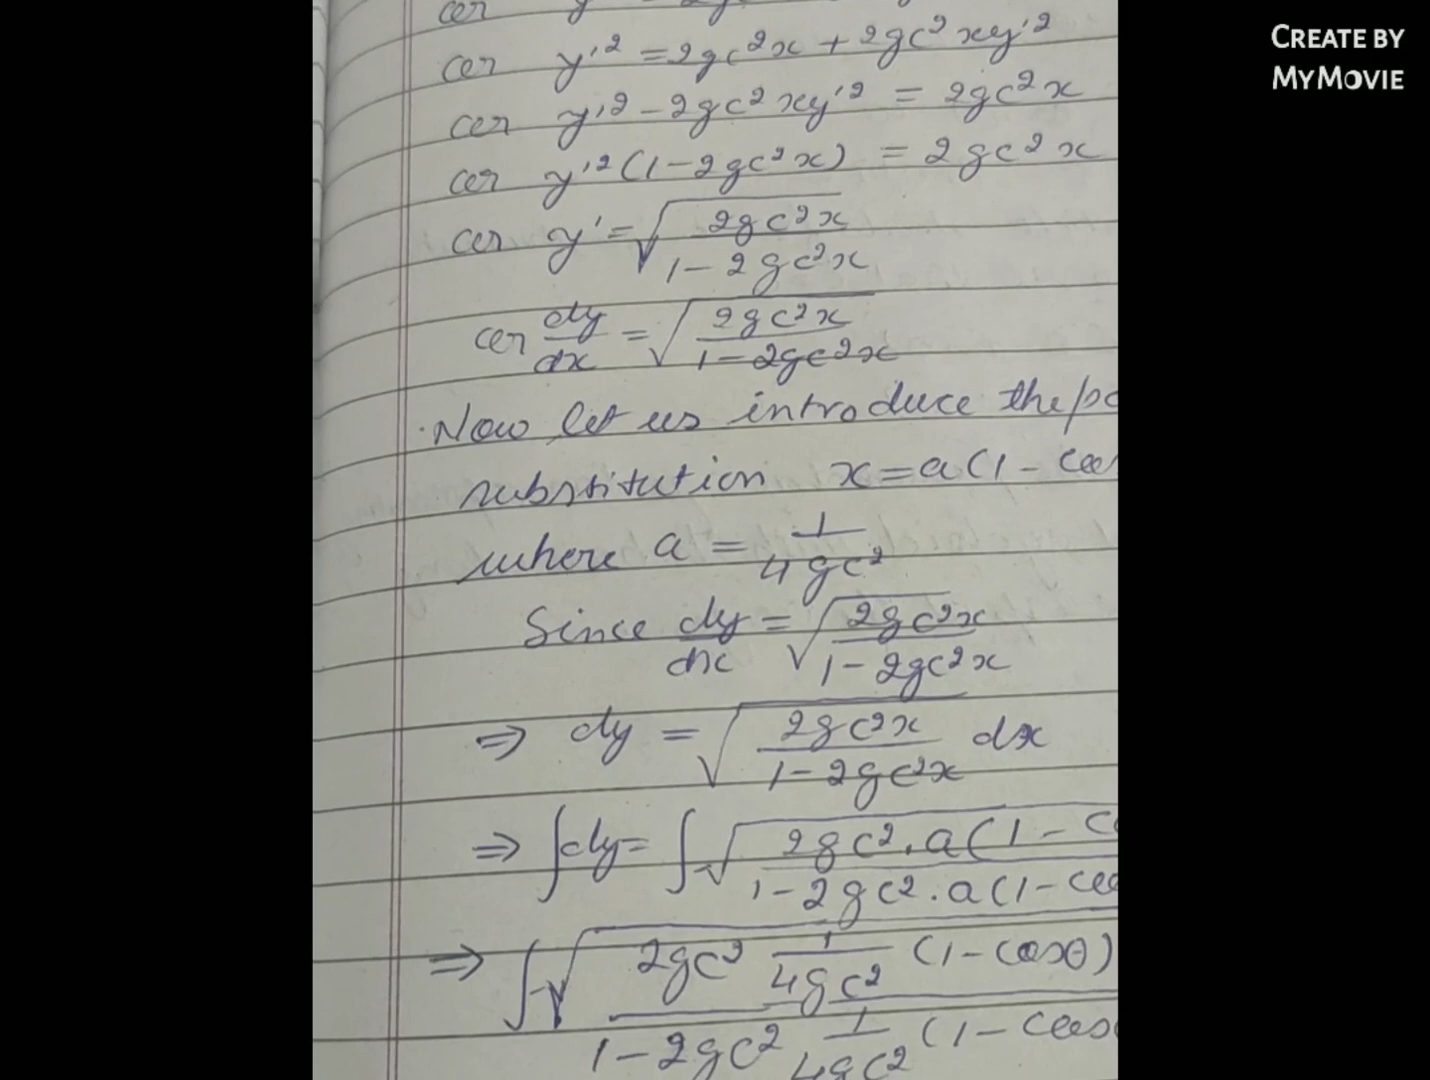 CREATE BY
MYMOVIE
or y'² = 2gc²x + 2gc²xy'²
or y'² - 2gc²xy'² = 2gc²x
or y'²(1-2gc²x) = 2gc²x
or y' = √(2gc²x / 1-2gc²x)
or dy/dx = √(2gc²x / 1-2gc²x)
Now let us introduce the
substitution x = a(1-
where a = 1/4gc²
Since dy/dx = √(2gc²x / 1-2gc²x)
⇒ dy = √(2gc²x / 1-2gc²x) dx
⇒ ∫dy = ∫√(2gc².a(1- / 1-2gc².a(1-
⇒ ∫√(2gc² 1/4gc² (1-cosθ) / 1-2gc² 1/4gc² (1-cos